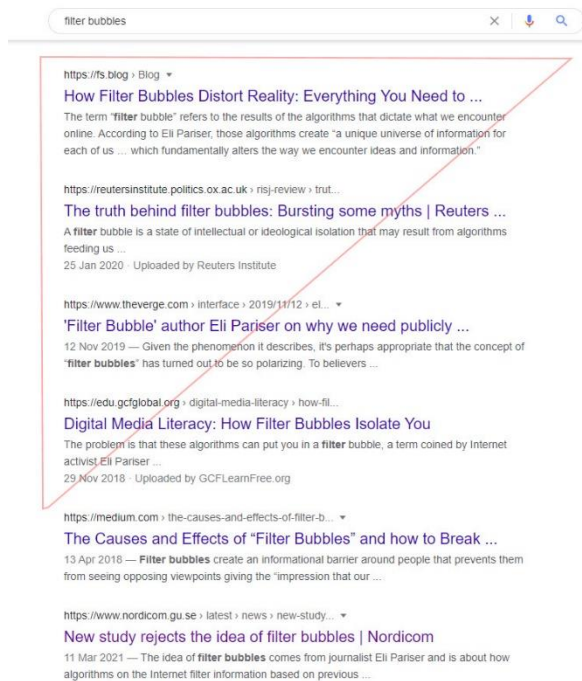 filter bubbles
https://fs.blog › Blog
How Filter Bubbles Distort Reality: Everything You Need to ...
The term "filter bubble" refers to the results of the algorithms that dictate what we encounter
online. According to Eli Pariser, those algorithms create "a unique universe of information for
each of us ... which fundamentally alters the way we encounter ideas and information."
https://reutersinstitute.politics.ox.ac.uk › risj-review › trut...
The truth behind filter bubbles: Bursting some myths | Reuters ...
A filter bubble is a state of intellectual or ideological isolation that may result from algorithms
feeding us ...
25 Jan 2020 · Uploaded by Reuters Institute
https://www.theverge.com › interface › 2019/11/12 › el...
'Filter Bubble' author Eli Pariser on why we need publicly ...
12 Nov 2019 — Given the phenomenon it describes, it's perhaps appropriate that the concept of
"filter bubbles" has turned out to be so polarizing. To believers ...
https://edu.gcfglobal.org › digital-media-literacy › how-fil...
Digital Media Literacy: How Filter Bubbles Isolate You
The problem is that these algorithms can put you in a filter bubble, a term coined by Internet
activist Eli Pariser ...
29 Nov 2018 · Uploaded by GCFLearnFree.org
https://medium.com › the-causes-and-effects-of-filter-b...
The Causes and Effects of "Filter Bubbles" and how to Break ...
13 Apr 2018 — Filter bubbles create an informational barrier around people that prevents them
from seeing opposing viewpoints giving the "impression that our ...
https://www.nordicom.gu.se › latest › news › new-study...
New study rejects the idea of filter bubbles | Nordicom
11 Mar 2021 — The idea of filter bubbles comes from journalist Eli Pariser and is about how
algorithms on the Internet filter information based on previous ...